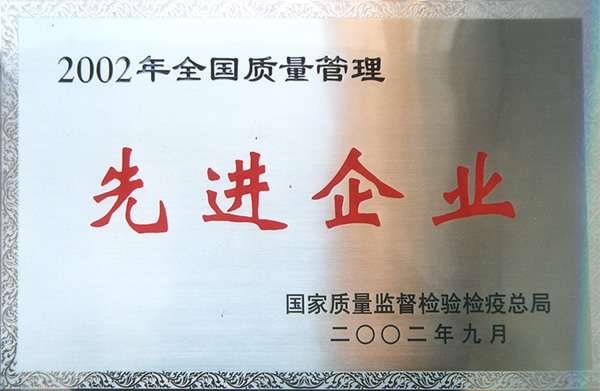 2002年全国质量管理
先进企业
国家质量监督检验检疫总局
二〇〇二年九月